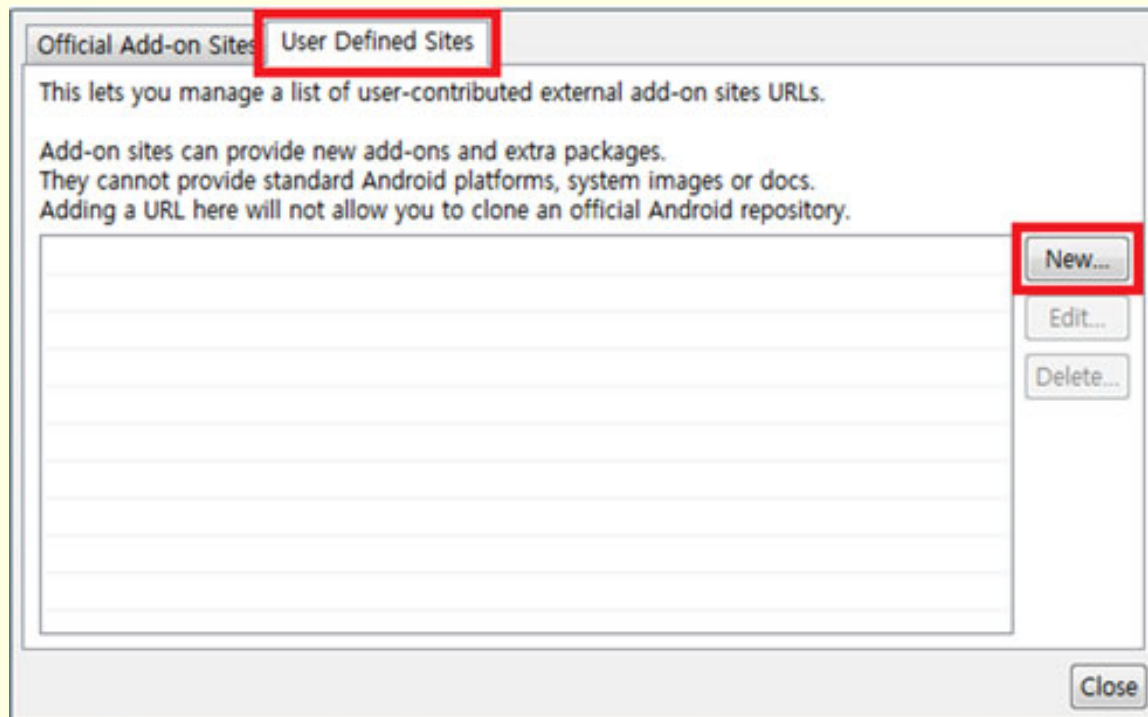 Official Add-on Sites
User Defined Sites
This lets you manage a list of user-contributed external add-on sites URLs.
Add-on sites can provide new add-ons and extra packages.
They cannot provide standard Android platforms, system images or docs.
Adding a URL here will not allow you to clone an official Android repository.
New...
Edit...
Delete...
Close